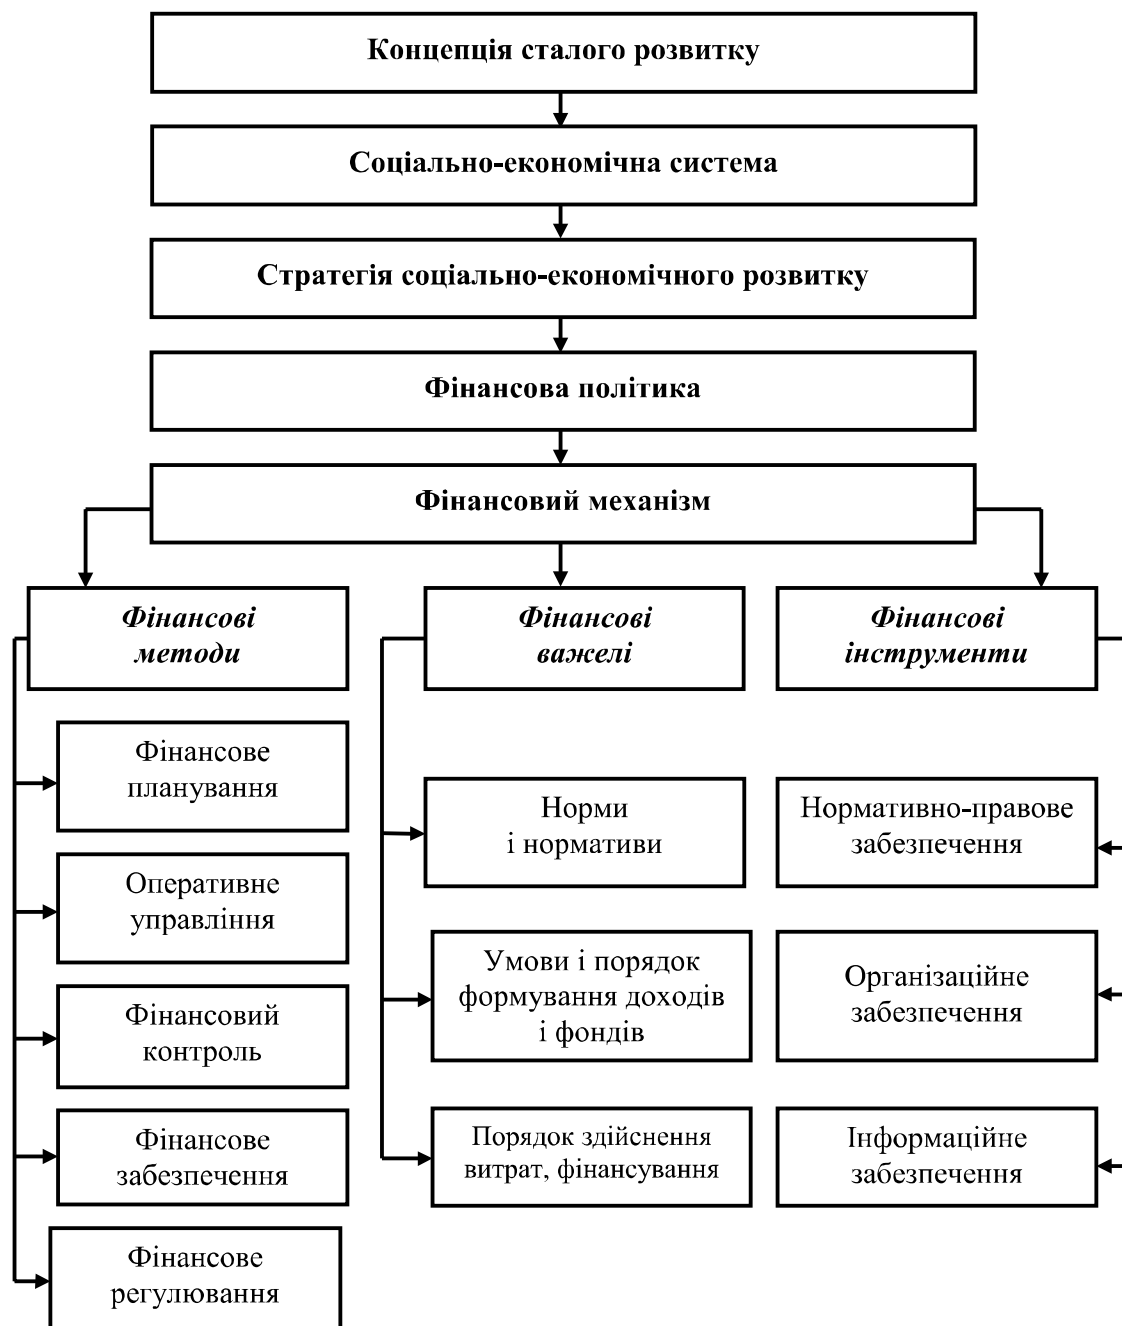 Концепція сталого розвитку
Соціально-економічна система
Стратегія соціально-економічного розвитку
Фінансова політика
Фінансовий механізм
Фінансові
методи
Фінансове
планування
Оперативне
управління
Фінансовий
контроль
Фінансове
забезпечення
Фінансове
регулювання
Фінансові
важелі
Норми
і нормативи
Умови і порядок
формування доходів
і фондів
Порядок здійснення
витрат, фінансування
Фінансові
інструменти
Нормативно-правове
забезпечення
Організаційне
забезпечення
Інформаційне
забезпечення